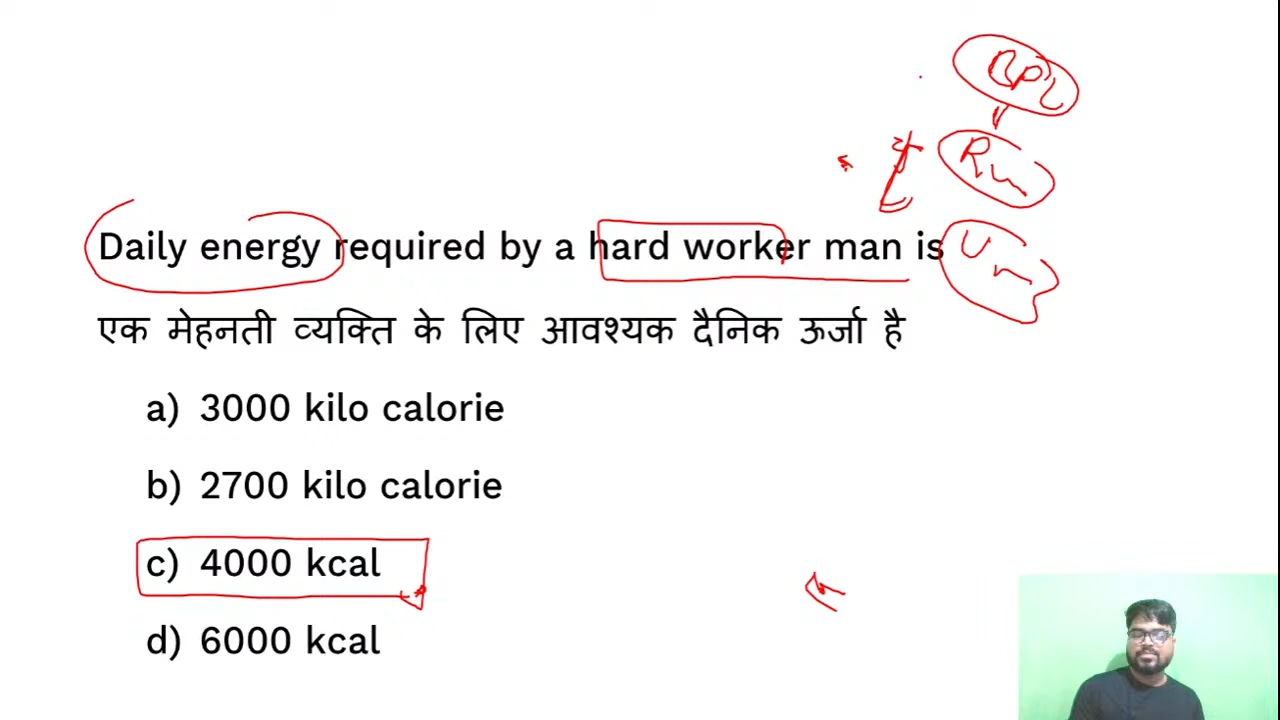 BPL
Daily energy required by a hard worker man is
एक मेहनती व्यक्ति के लिए आवश्यक दैनिक ऊर्जा है
a) 3000 kilo calorie
b) 2700 kilo calorie
c) 4000 kcal
d) 6000 kcal